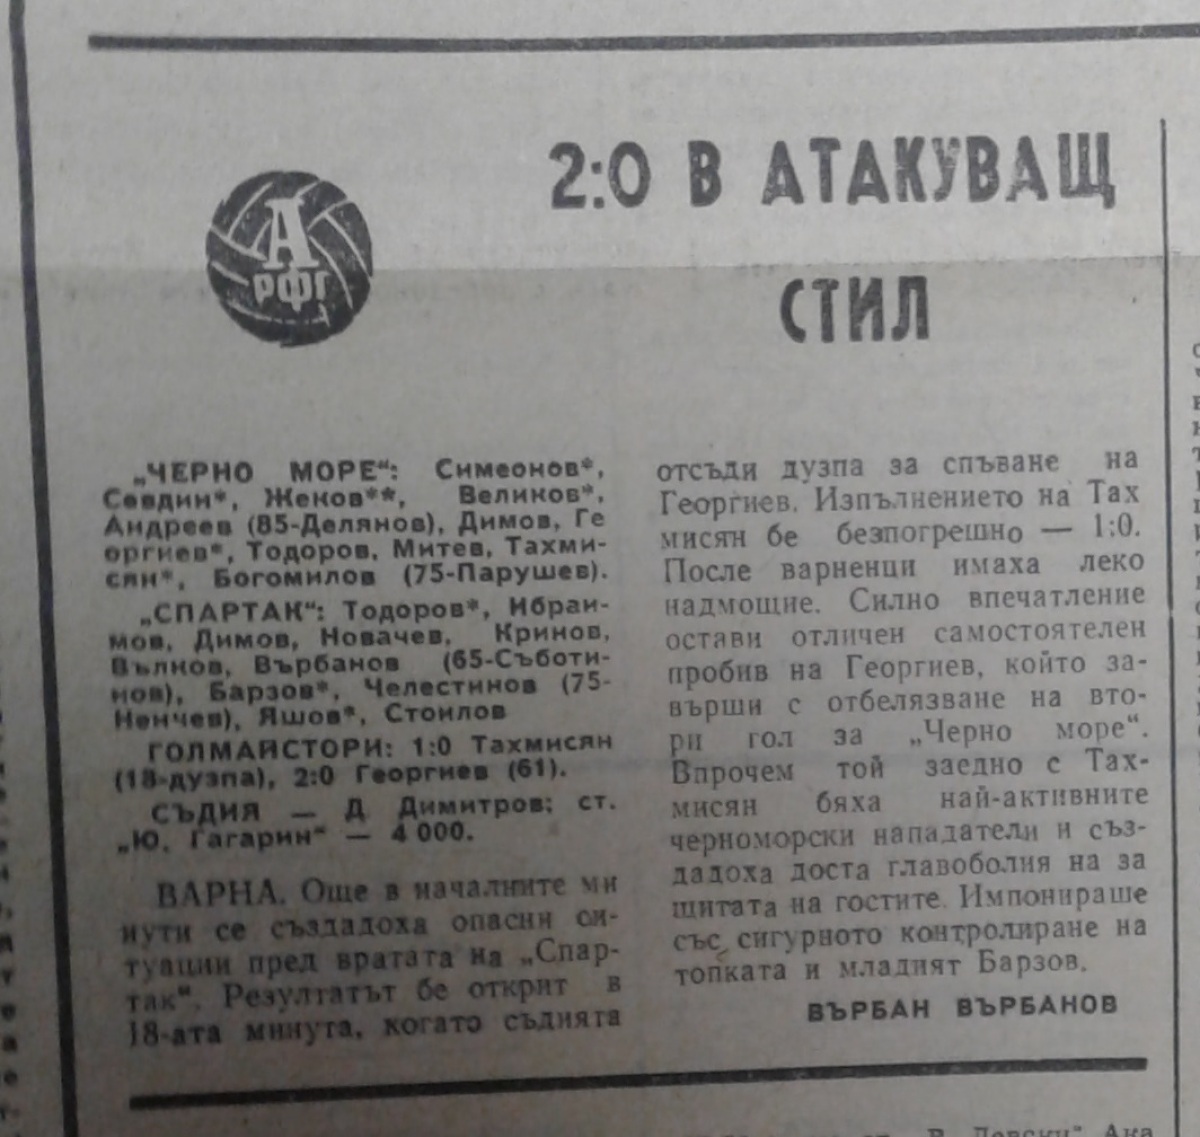 2:0 В АТАКУВАЩ
СТИЛ
А
РФГ
„ЧЕРНО МОРЕ“: Симеонов*,
Севдин*, Жеков**, Великов*,
Андреев (85-Делянов), Димов, Ге
оргиев*, Тодоров, Митев, Тахми-
сян*, Богомилов (75-Парушев).
„СПАРТАК“: Тодоров*, Ибраи-
мов, Димов, Новачев, Кринов,
Вълков, Върбанов (65-Съботи-
нов), Барзов*, Челестинов (75-
Ненчев), Яшов*, Стоилов
ГОЛМАЙСТОРИ: 1:0 Тахмисян
(18-дузпа), 2:0 Георгиев (61).
СЪДИЯ — Д Димитров; ст.
„Ю. Гагарин“ — 4 000.
ВАРНА. Още в началните ми
нути се създадоха опасни си-
туации пред вратата на „Спар-
так“. Резултатът бе открит в
18-ата минута, когато съдията
отсъди дузпа за спъване на
Георгиев. Изпълнението на Тах
мисян бе безпогрешно — 1:0.
После варненци имаха леко
надмощие. Силно впечатление
остави отличен самостоятелен
пробив на Георгиев, който за-
върши с отбелязване на вто-
ри гол за „Черно море“.
Впрочем той заедно с Тах-
мисян бяха най-активните
черноморски нападатели и съз-
дадоха доста главоболия на за
щитата на гостите. Импонираше
със сигурното контролиране на
топката и младият Барзов.
ВЪРБАН ВЪРБАНОВ